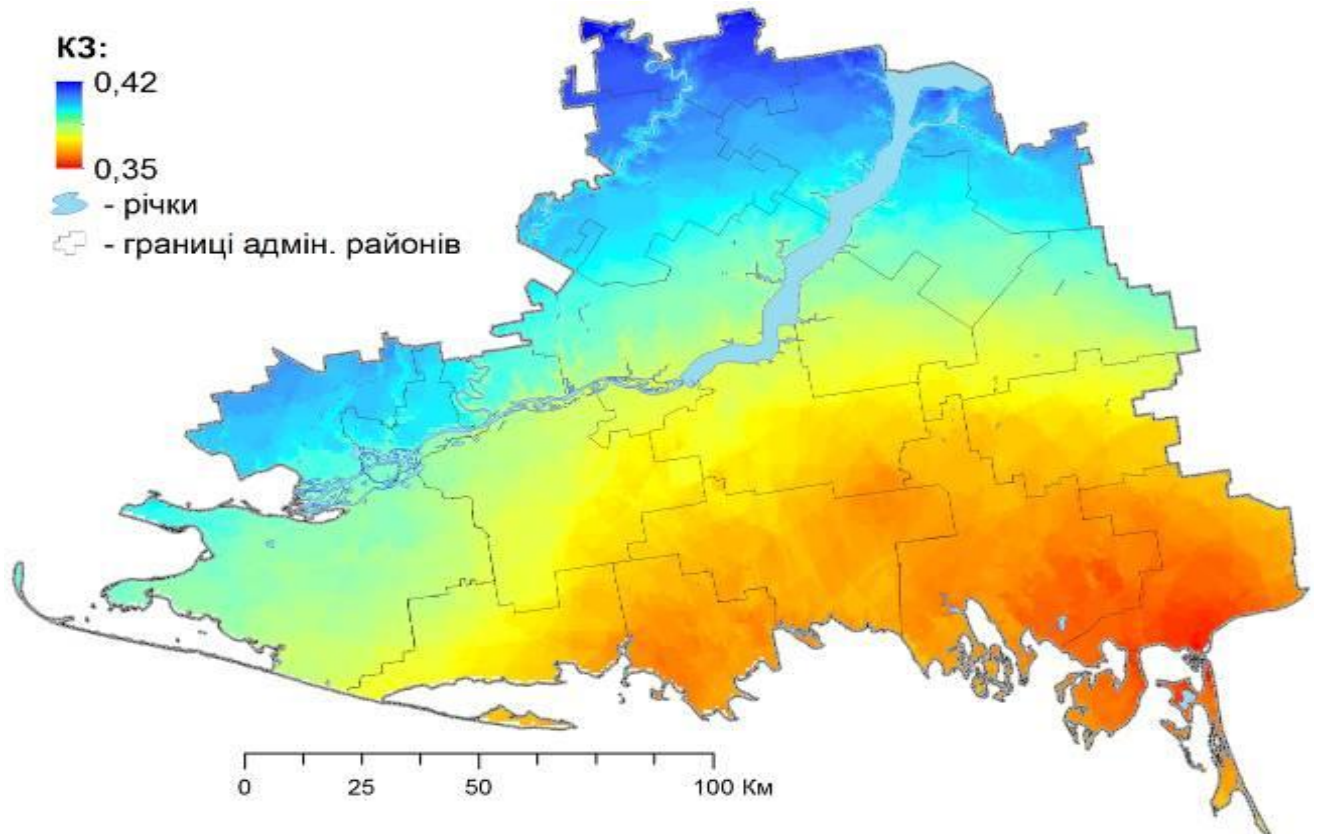 КЗ:
0,42
0,35
- річки
- границі адмін. районів
0 25 50 100 Км